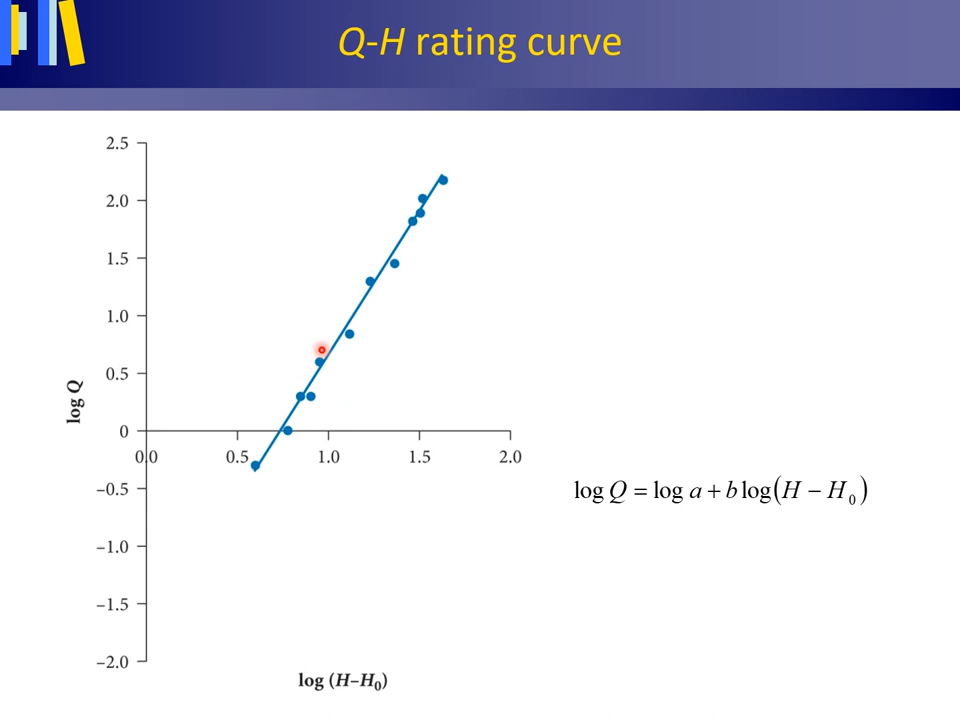 Q-H rating curve
2.5
2.0
1.5
1.0
0.5
0
−0.5
−1.0
−1.5
−2.0
log Q
0.0 0.5 1.0 1.5 2.0
log (H–H₀)
log Q = log a + b log(H − H₀)